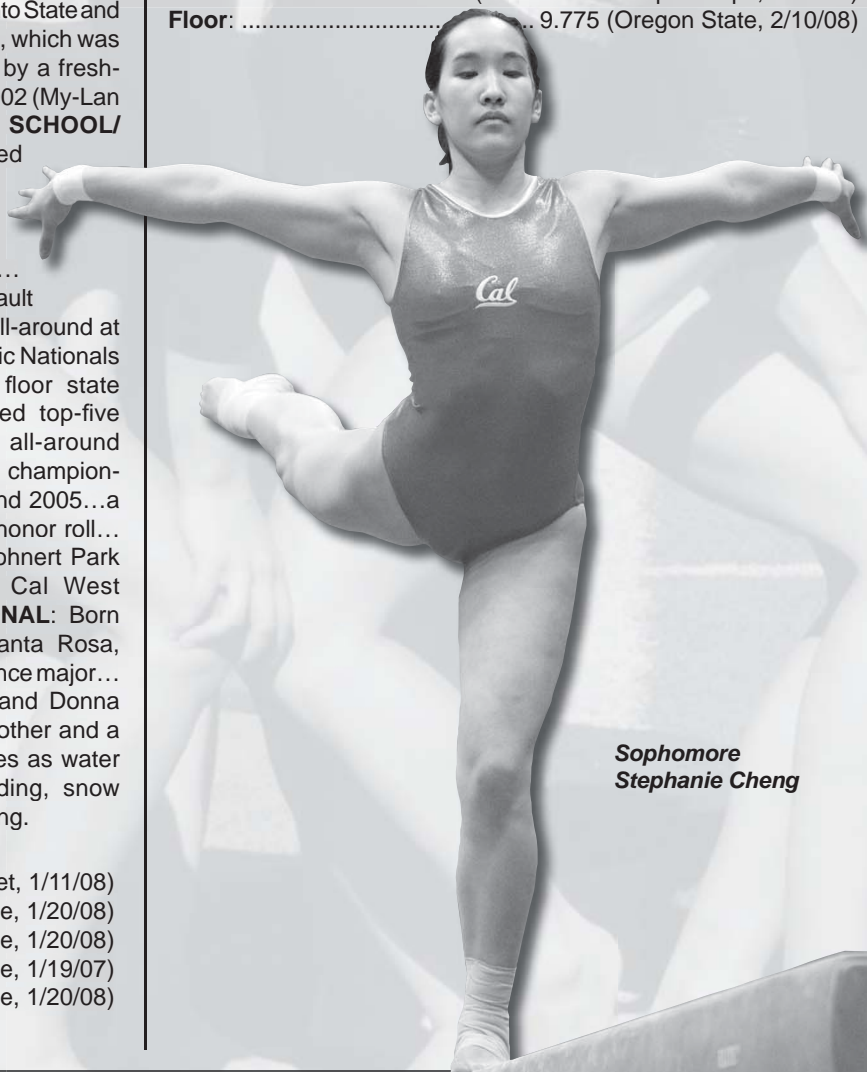 to State and
, which was
by a fresh-
02 (My-Lan
SCHOOL/
ed
…
ault
ll-around at
ic Nationals
floor state
ed top-five
all-around
champion-
nd 2005…a
honor roll…
ohnert Park
Cal West
NAL: Born
anta Rosa,
nce major…
and Donna
other and a
es as water
ding, snow
ng.
et, 1/11/08)
e, 1/20/08)
e, 1/20/08)
e, 1/19/07)
e, 1/20/08)
Floor: ................................................ 9.775 (Oregon State, 2/10/08)
Cal
Sophomore
Stephanie Cheng